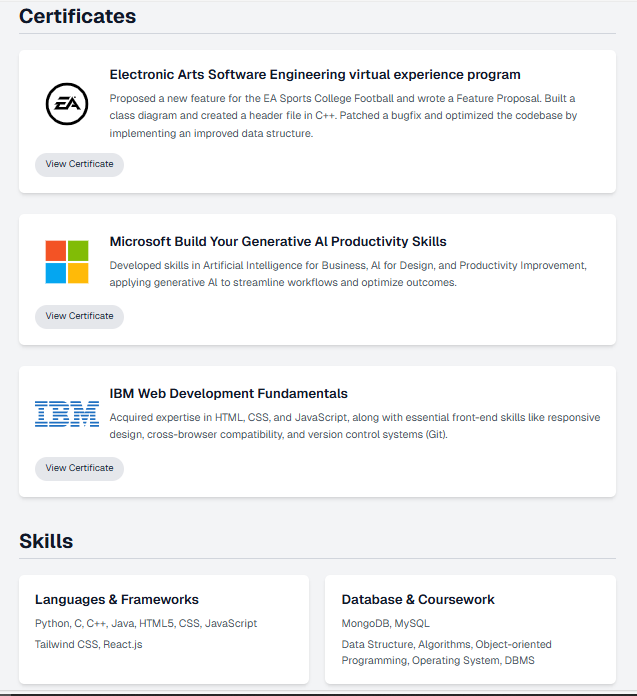 Certificates
EA
Electronic Arts Software Engineering virtual experience program
Proposed a new feature for the EA Sports College Football and wrote a Feature Proposal. Built a
class diagram and created a header file in C++. Patched a bugfix and optimized the codebase by
implementing an improved data structure.
View Certificate
Microsoft Build Your Generative AI Productivity Skills
Developed skills in Artificial Intelligence for Business, AI for Design, and Productivity Improvement,
applying generative AI to streamline workflows and optimize outcomes.
View Certificate
IBM
IBM Web Development Fundamentals
Acquired expertise in HTML, CSS, and JavaScript, along with essential front-end skills like responsive
design, cross-browser compatibility, and version control systems (Git).
View Certificate
Skills
Languages & Frameworks
Python, C, C++, Java, HTML5, CSS, JavaScript
Tailwind CSS, React.js
Database & Coursework
MongoDB, MySQL
Data Structure, Algorithms, Object-oriented
Programming, Operating System, DBMS